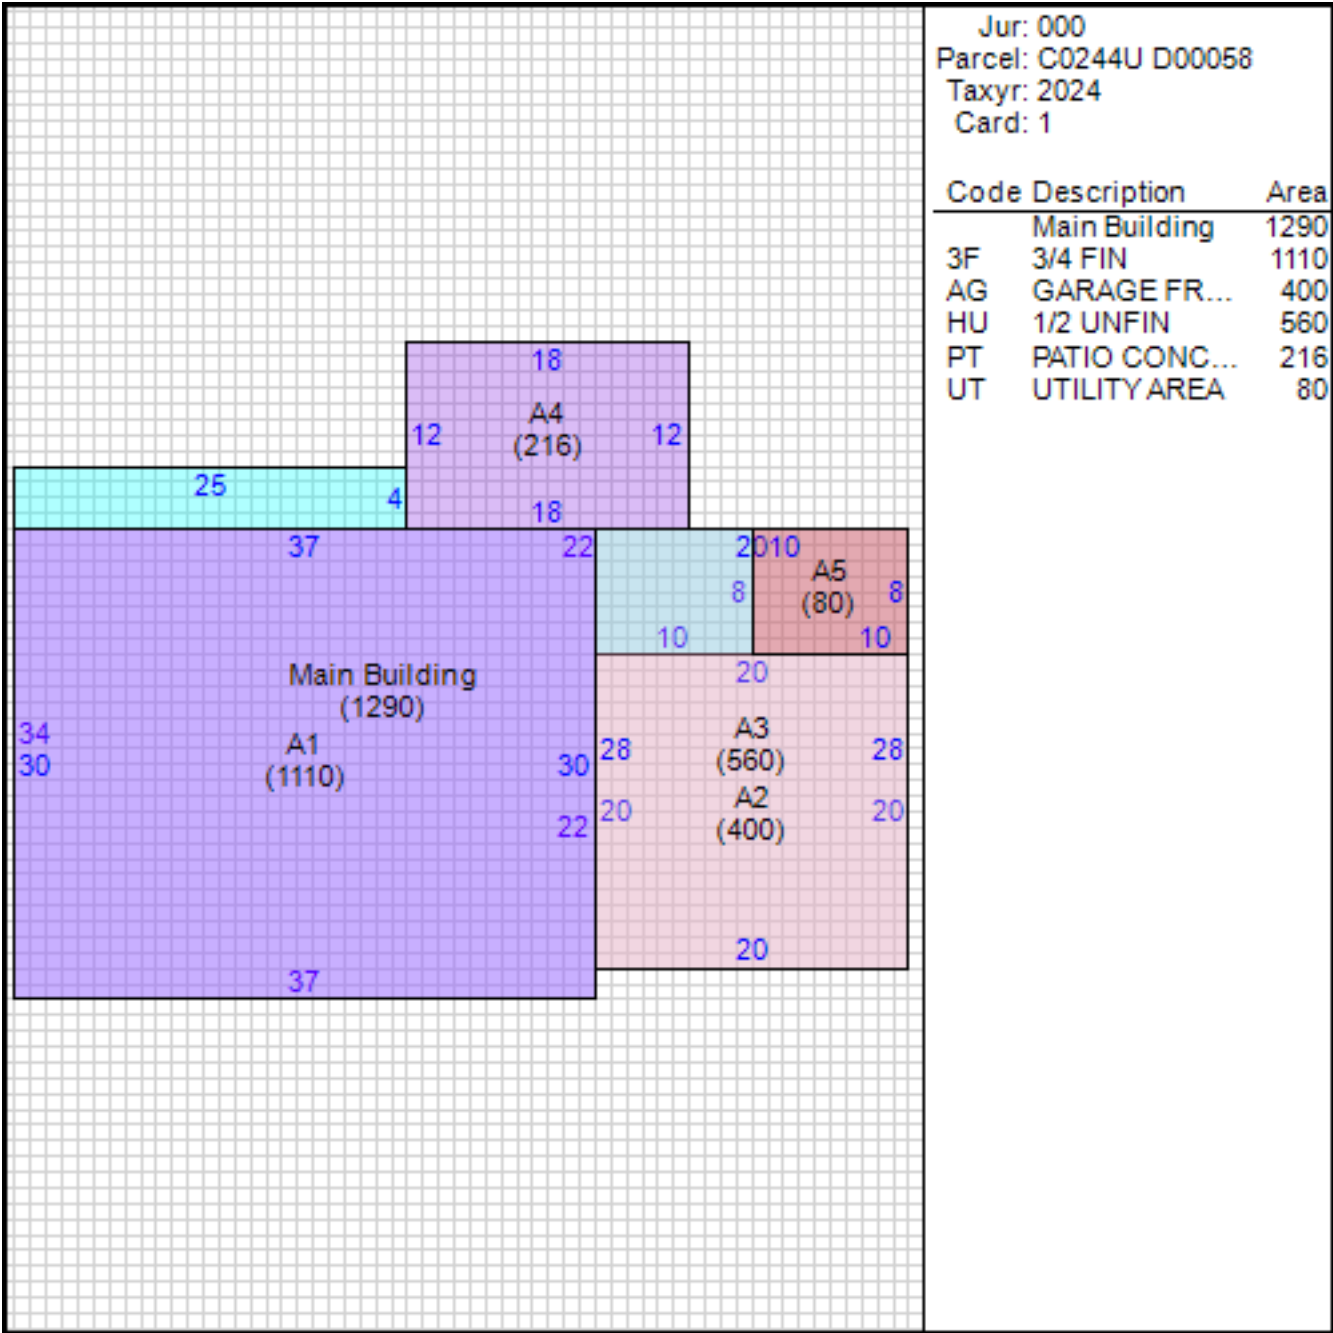 Jur: 000
Parcel: C0244U D00058
Taxyr: 2024
Card: 1
Code Description Area
Main Building 1290
3F 3/4 FIN 1110
AG GARAGE FR... 400
HU 1/2 UNFIN 560
PT PATIO CONC... 216
UT UTILITY AREA 80
18
A4
12 (216) 12
18
25 4
37 22 2010
A5
8 (80) 8
10 10
20
Main Building
(1290)
34 A1
30 (1110) 30
22
A3
28 (560) 28
A2
20 (400) 20
20
37